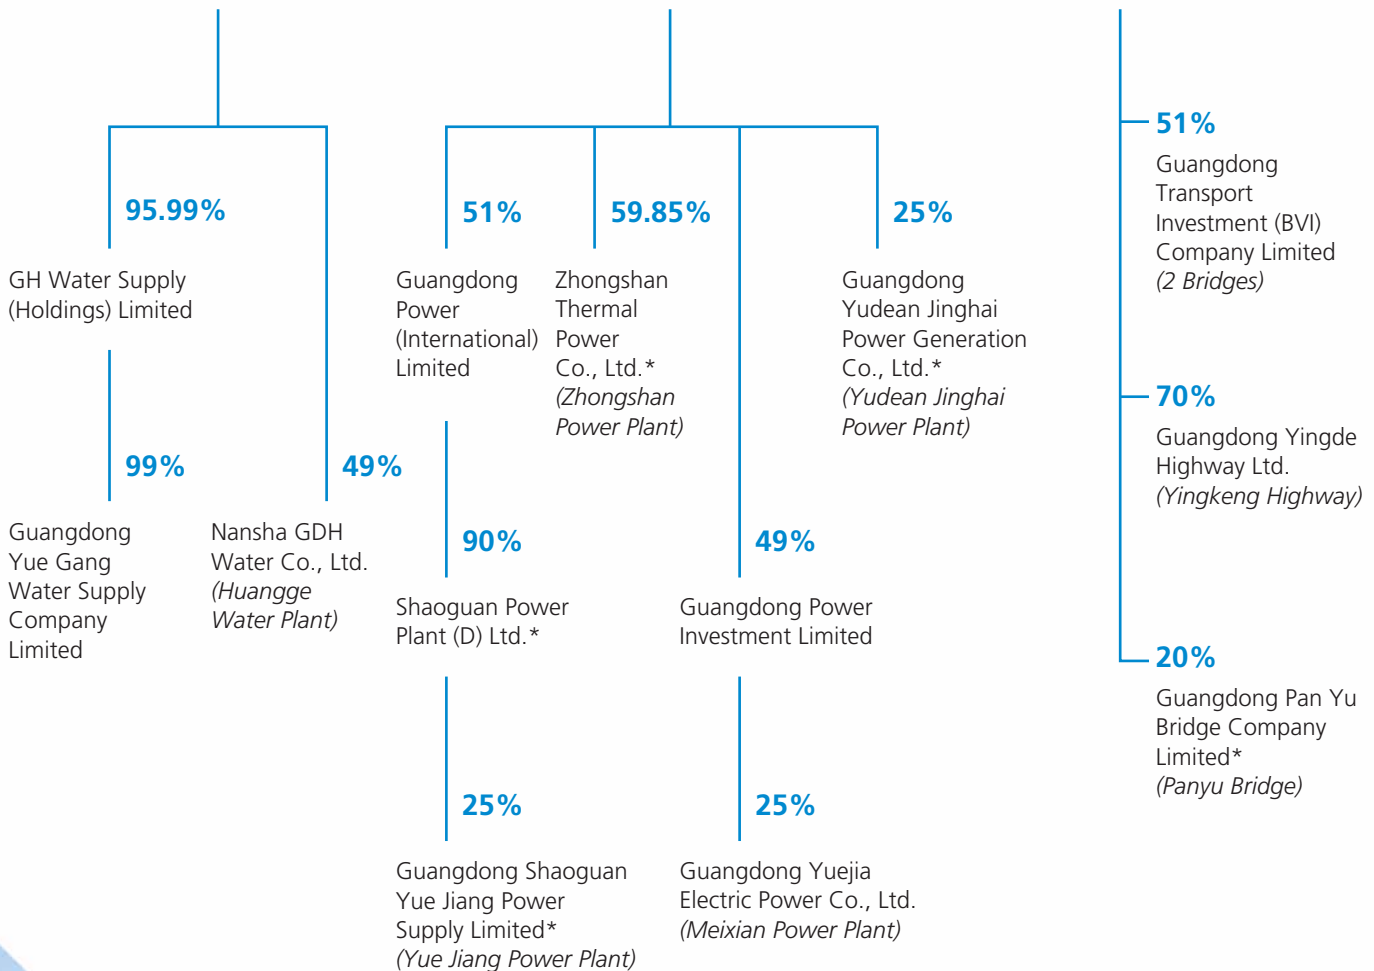 95.99%
GH Water Supply
(Holdings) Limited
99%
Guangdong
Yue Gang
Water Supply
Company
Limited
49%
Nansha GDH
Water Co., Ltd.
(Huangge
Water Plant)
51%
Guangdong
Power
(International)
Limited
90%
Shaoguan Power
Plant (D) Ltd.*
25%
Guangdong Shaoguan
Yue Jiang Power
Supply Limited*
(Yue Jiang Power Plant)
59.85%
Zhongshan
Thermal
Power
Co., Ltd.*
(Zhongshan
Power Plant)
49%
Guangdong Power
Investment Limited
25%
Guangdong Yuejia
Electric Power Co., Ltd.
(Meixian Power Plant)
25%
Guangdong
Yudean Jinghai
Power Generation
Co., Ltd.*
(Yudean Jinghai
Power Plant)
51%
Guangdong
Transport
Investment (BVI)
Company Limited
(2 Bridges)
70%
Guangdong Yingde
Highway Ltd.
(Yingkeng Highway)
20%
Guangdong Pan Yu
Bridge Company
Limited*
(Panyu Bridge)